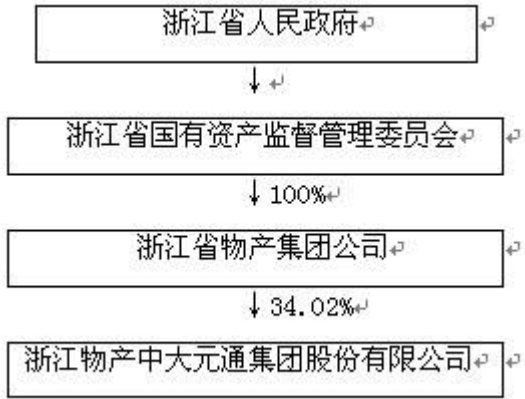 浙江省人民政府
↓
浙江省国有资产监督管理委员会
↓ 100%
浙江省物产集团公司
↓ 34.02%
浙江物产中大元通集团股份有限公司